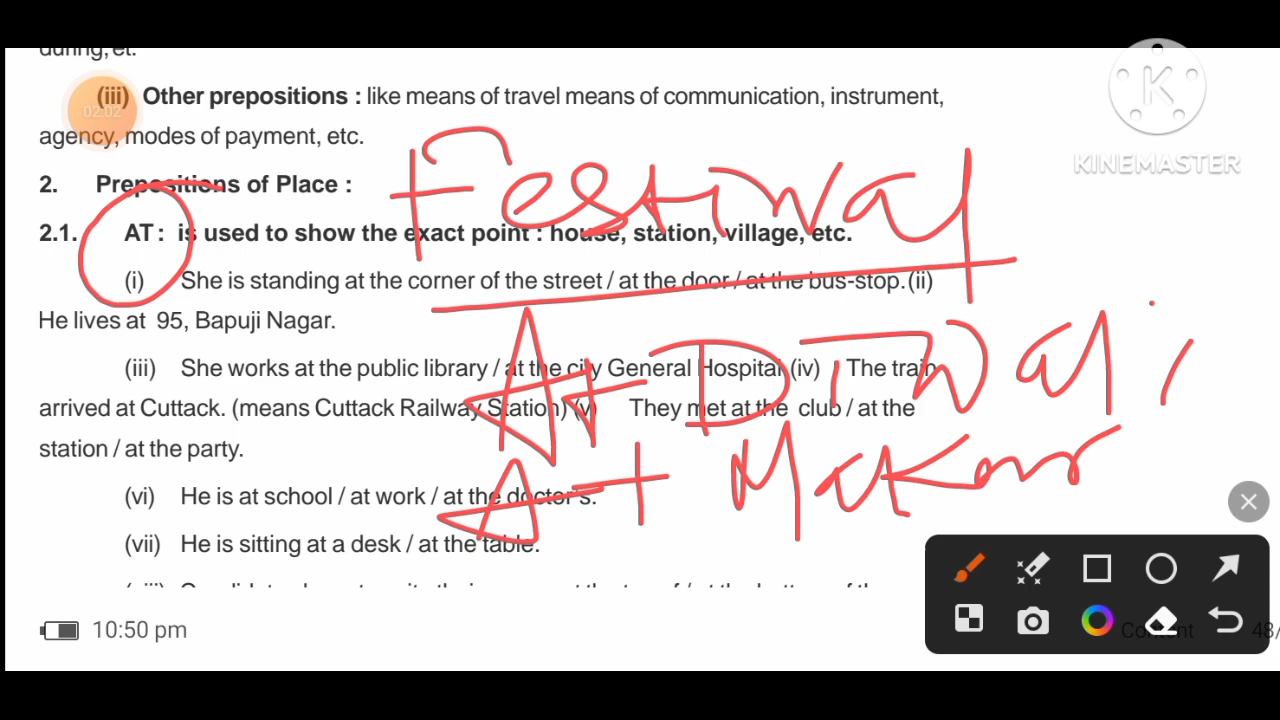 during, et.
(iii) Other prepositions : like means of travel means of communication, instrument,
02:02
agency, modes of payment, etc.
KINEMASTER
2. Prepositions of Place :
Festival
2.1. AT : is used to show the exact point : house, station, village, etc.
(i) She is standing at the corner of the street / at the door / at the bus-stop.(ii)
He lives at 95, Bapuji Nagar.
At Diwali
(iii) She works at the public library / at the city General Hospital (iv) The train
arrived at Cuttack. (means Cuttack Railway Station) (v) They met at the club / at the
station / at the party.
At Makar
(vi) He is at school / at work / at the doctor's.
(vii) He is sitting at a desk / at the table.
10:50 pm
Content 48/